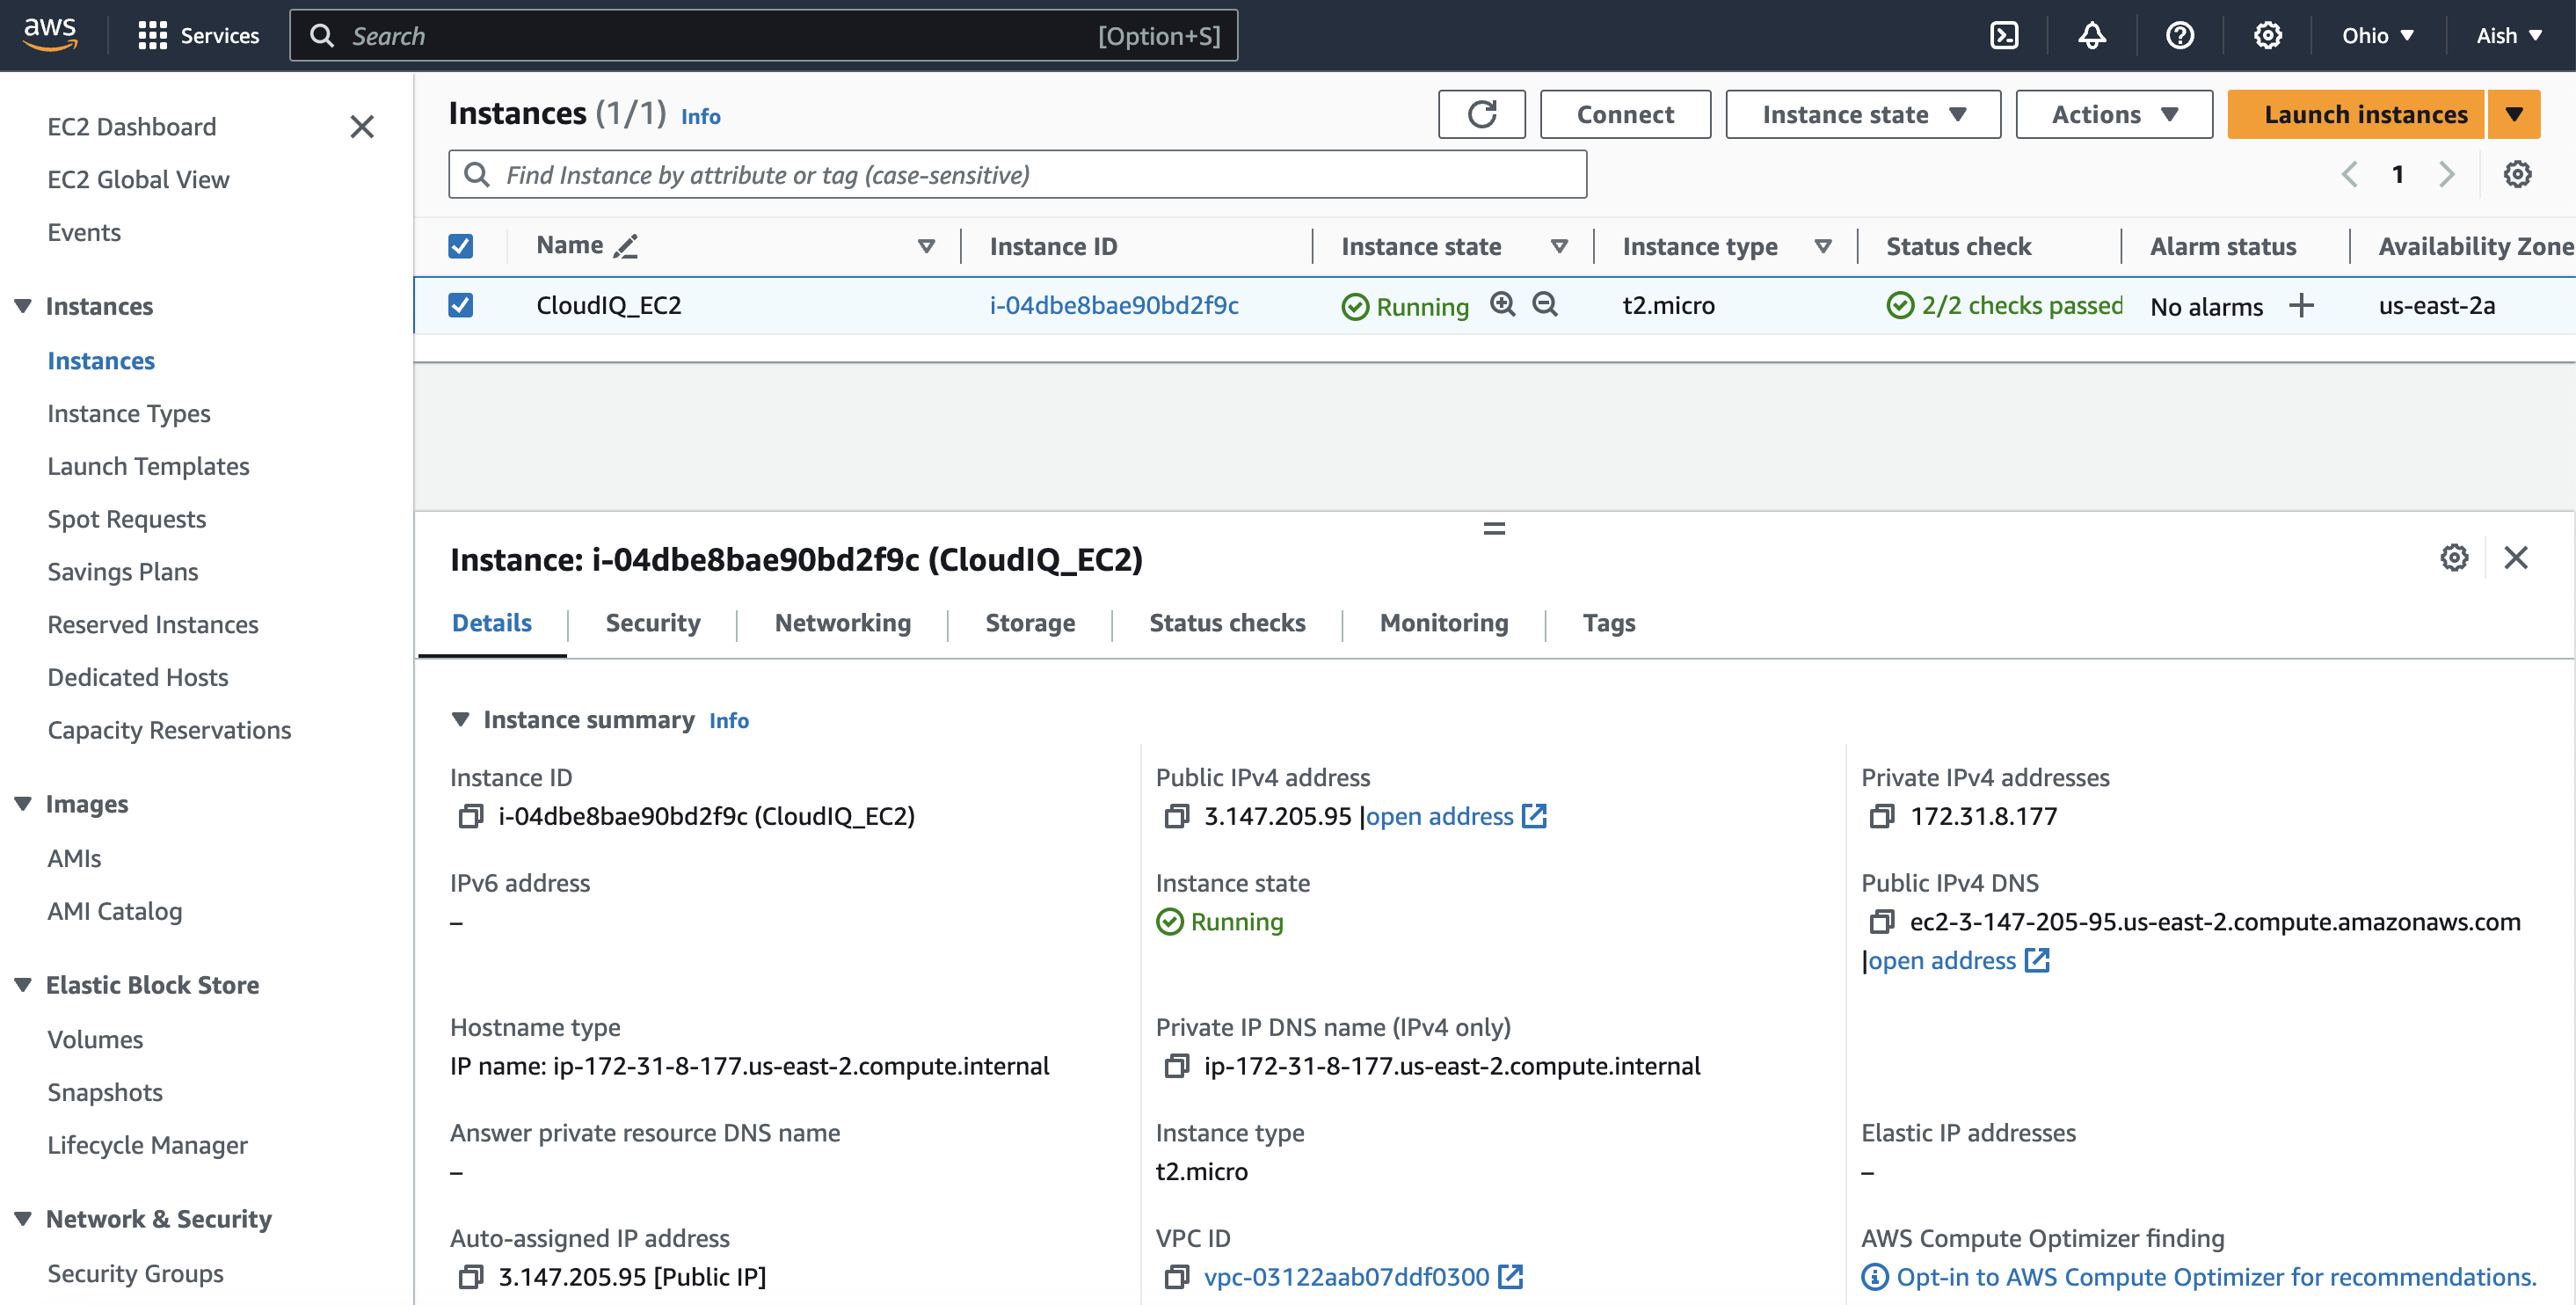 aws
Services
Search
[Option+S]
Ohio
Aish
EC2 Dashboard
EC2 Global View
Events
Instances
Instances
Instance Types
Launch Templates
Spot Requests
Savings Plans
Reserved Instances
Dedicated Hosts
Capacity Reservations
Images
AMIs
AMI Catalog
Elastic Block Store
Volumes
Snapshots
Lifecycle Manager
Network & Security
Security Groups
Instances (1/1) Info
Connect
Instance state
Actions
Launch instances
Find Instance by attribute or tag (case-sensitive)
1
Name Instance ID Instance state Instance type Status check Alarm status Availability Zone
CloudIQ_EC2 i-04dbe8bae90bd2f9c Running t2.micro 2/2 checks passed No alarms + us-east-2a
Instance: i-04dbe8bae90bd2f9c (CloudIQ_EC2)
Details Security Networking Storage Status checks Monitoring Tags
Instance summary Info
Instance ID
i-04dbe8bae90bd2f9c (CloudIQ_EC2)
Public IPv4 address
3.147.205.95 |open address
Private IPv4 addresses
172.31.8.177
IPv6 address
–
Instance state
Running
Public IPv4 DNS
ec2-3-147-205-95.us-east-2.compute.amazonaws.com
|open address
Hostname type
IP name: ip-172-31-8-177.us-east-2.compute.internal
Private IP DNS name (IPv4 only)
ip-172-31-8-177.us-east-2.compute.internal
Answer private resource DNS name
–
Instance type
t2.micro
Elastic IP addresses
–
Auto-assigned IP address
3.147.205.95 [Public IP]
VPC ID
vpc-03122aab07ddf0300
AWS Compute Optimizer finding
Opt-in to AWS Compute Optimizer for recommendations.